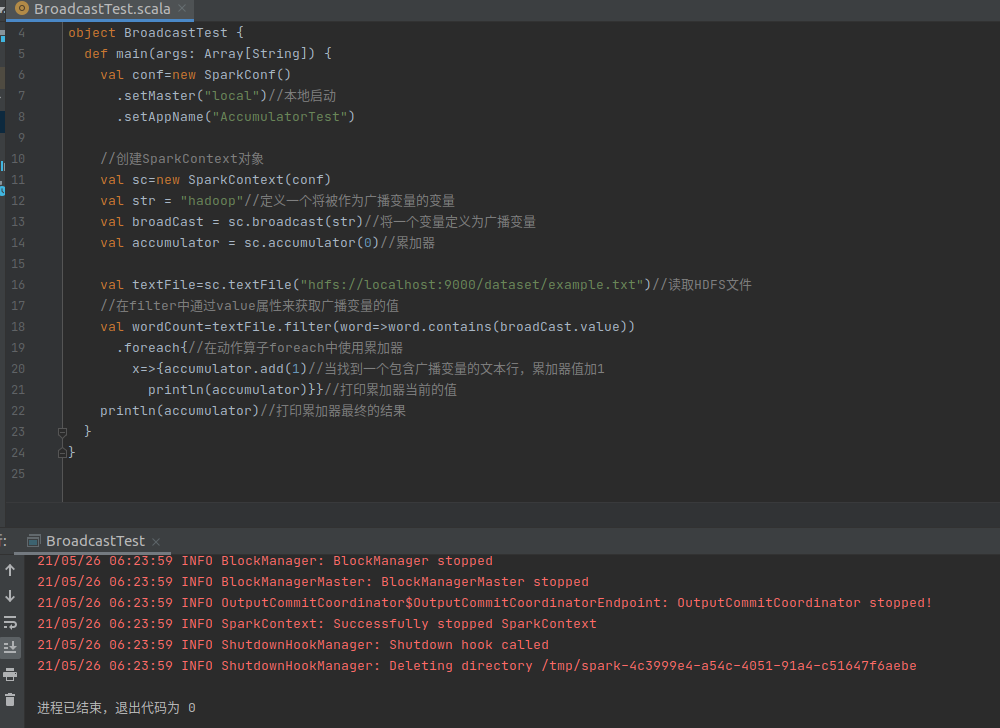 BroadcastTest.scala
4 object BroadcastTest {
5 def main(args: Array[String]) {
6 val conf=new SparkConf()
7 .setMaster("local")//本地启动
8 .setAppName("AccumulatorTest")
9
10 //创建SparkContext对象
11 val sc=new SparkContext(conf)
12 val str = "hadoop"//定义一个将被作为广播变量的变量
13 val broadCast = sc.broadcast(str)//将一个变量定义为广播变量
14 val accumulator = sc.accumulator(0)//累加器
15
16 val textFile=sc.textFile("hdfs://localhost:9000/dataset/example.txt")//读取HDFS文件
17 //在filter中通过value属性来获取广播变量的值
18 val wordCount=textFile.filter(word=>word.contains(broadCast.value))
19 .foreach{//在动作算子foreach中使用累加器
20 x=>{accumulator.add(1)//当找到一个包含广播变量的文本行，累加器值加1
21 println(accumulator)}}//打印累加器当前的值
22 println(accumulator)//打印累加器最终的结果
23 }
24 }
25
BroadcastTest
21/05/26 06:23:59 INFO BlockManager: BlockManager stopped
21/05/26 06:23:59 INFO BlockManagerMaster: BlockManagerMaster stopped
21/05/26 06:23:59 INFO OutputCommitCoordinator$OutputCommitCoordinatorEndpoint: OutputCommitCoordinator stopped!
21/05/26 06:23:59 INFO SparkContext: Successfully stopped SparkContext
21/05/26 06:23:59 INFO ShutdownHookManager: Shutdown hook called
21/05/26 06:23:59 INFO ShutdownHookManager: Deleting directory /tmp/spark-4c3999e4-a54c-4051-91a4-c51647f6aebe
进程已结束，退出代码为 0